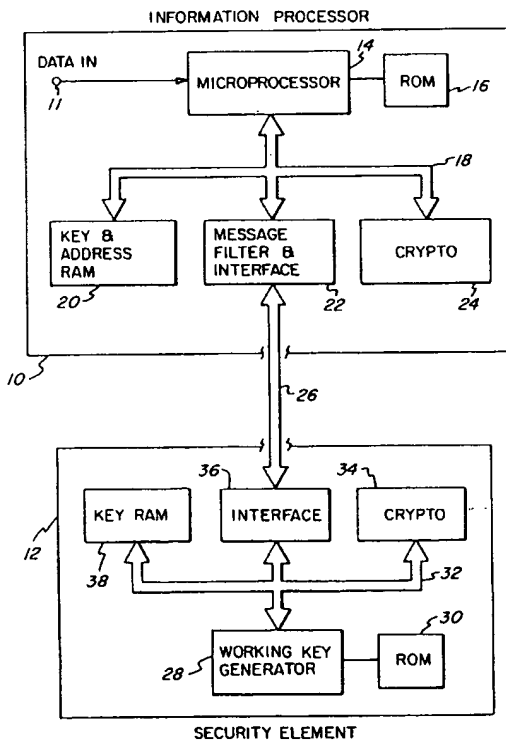 INFORMATION PROCESSOR
DATA IN
11
MICROPROCESSOR
14
ROM
16
18
KEY &
ADDRESS
RAM
20
MESSAGE
FILTER &
INTERFACE
22
CRYPTO
24
10
26
12
KEY RAM
38
36
INTERFACE
34
CRYPTO
32
WORKING KEY
GENERATOR
28
30
ROM
SECURITY ELEMENT